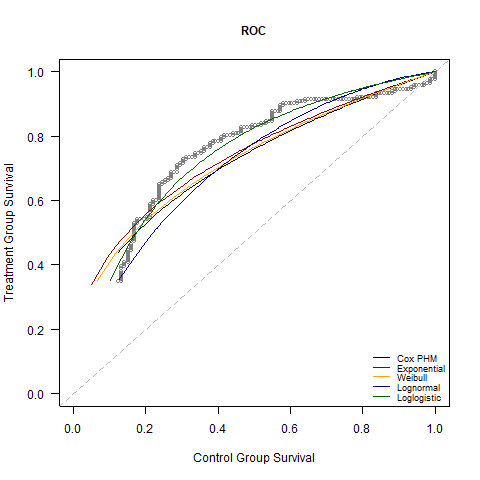 ROC
Treatment Group Survival
1.0
0.8
0.6
0.4
0.2
0.0
Cox PHM
Exponential
Weibull
Lognormal
Loglogistic
0.0 0.2 0.4 0.6 0.8 1.0
Control Group Survival